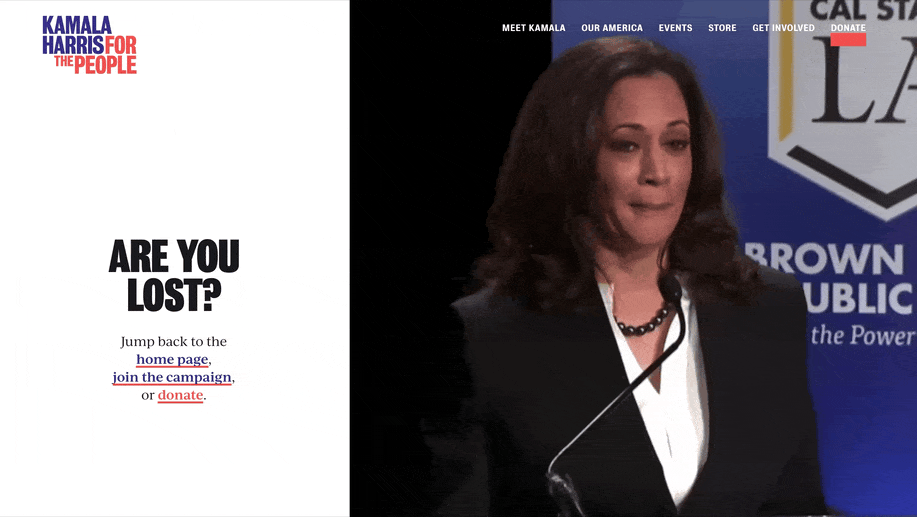 KAMALA
HARRIS FOR
THE PEOPLE
MEET KAMALA OUR AMERICA EVENTS STORE GET INVOLVED DONATE
CAL STA
LA
BROWN
UBLIC
the Power
ARE YOU
LOST?
Jump back to the
home page,
join the campaign,
or donate.